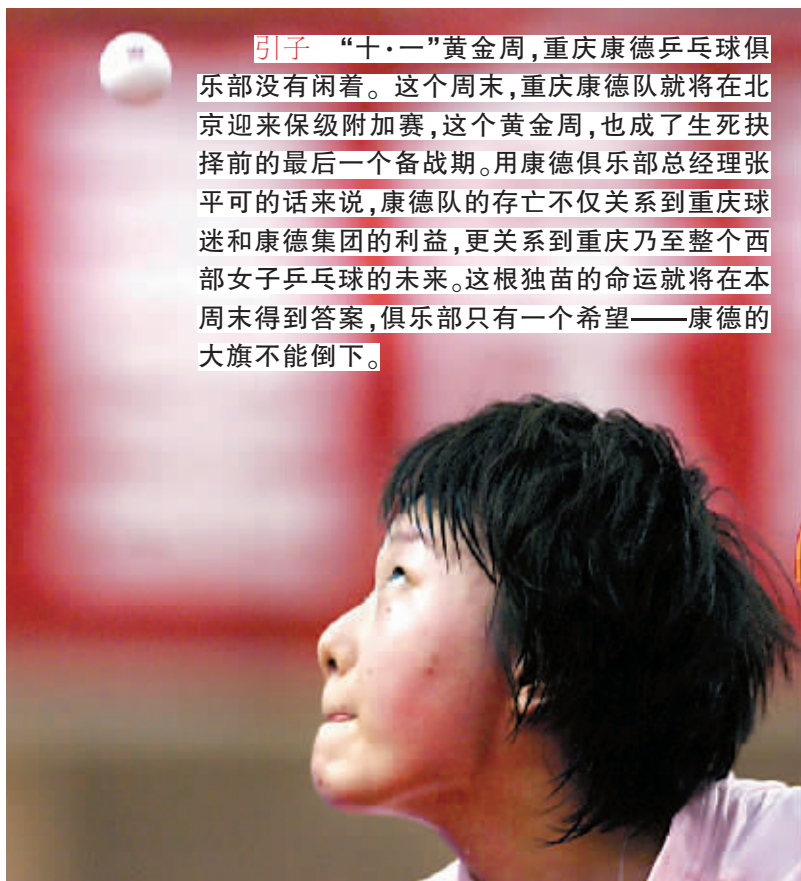 引子 “十·一”黄金周,重庆康德乒乓球俱
乐部没有闲着。这个周末,重庆康德队就将在北
京迎来保级附加赛,这个黄金周,也成了生死抉
择前的最后一个备战期。用康德俱乐部总经理张
平可的话来说,康德队的存亡不仅关系到重庆球
迷和康德集团的利益,更关系到重庆乃至整个西
部女子乒乓球的未来。这根独苗的命运就将在本
周末得到答案,俱乐部只有一个希望——康德的
大旗不能倒下。